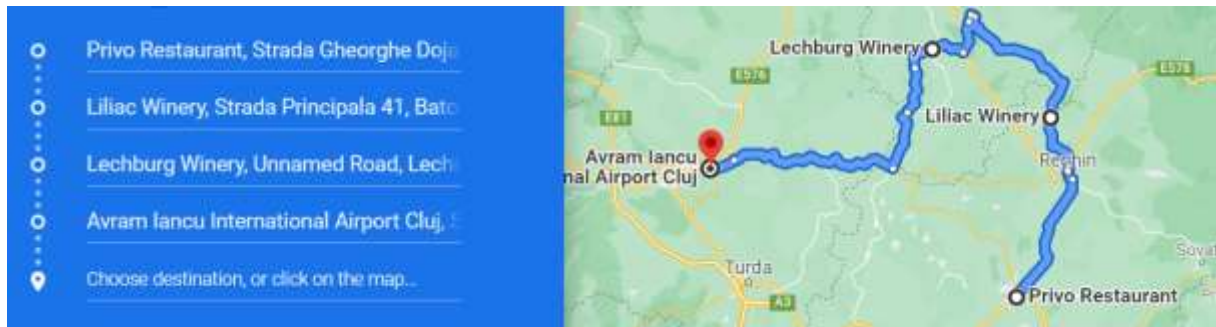 Privo Restaurant, Strada Gheorghe Doja
Liliac Winery, Strada Principala 41, Bato
Lechburg Winery, Unnamed Road, Lech
Avram Iancu International Airport Cluj, S
Choose destination, or click on the map...
Lechburg Winery
E576
E578
E81
Liliac Winery
Avram Iancu
nal Airport Cluj
Reghin
Sovat
Turda
A3
Privo Restaurant